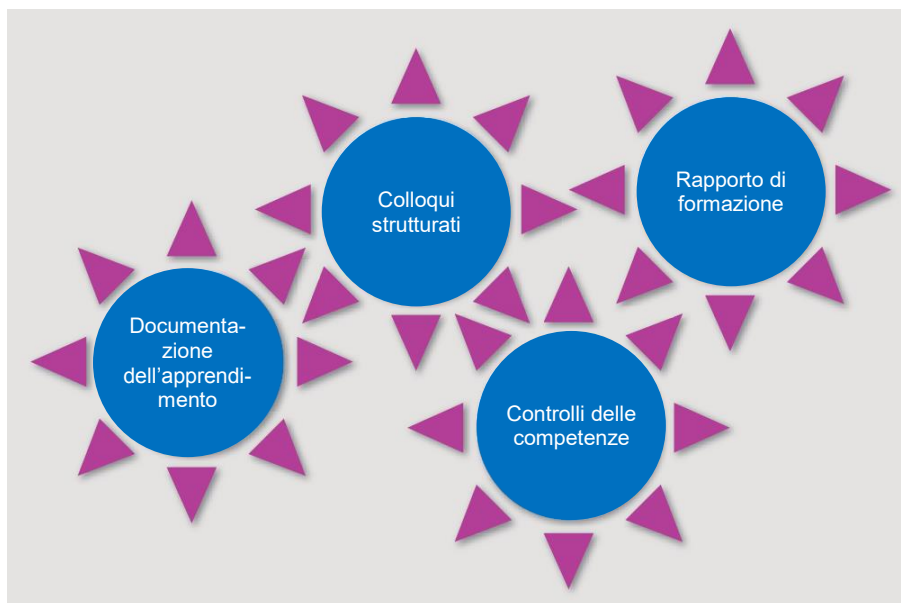 Colloqui
strutturati
Rapporto di
formazione
Documenta-
zione
dell'apprendi-
mento
Controlli delle
competenze